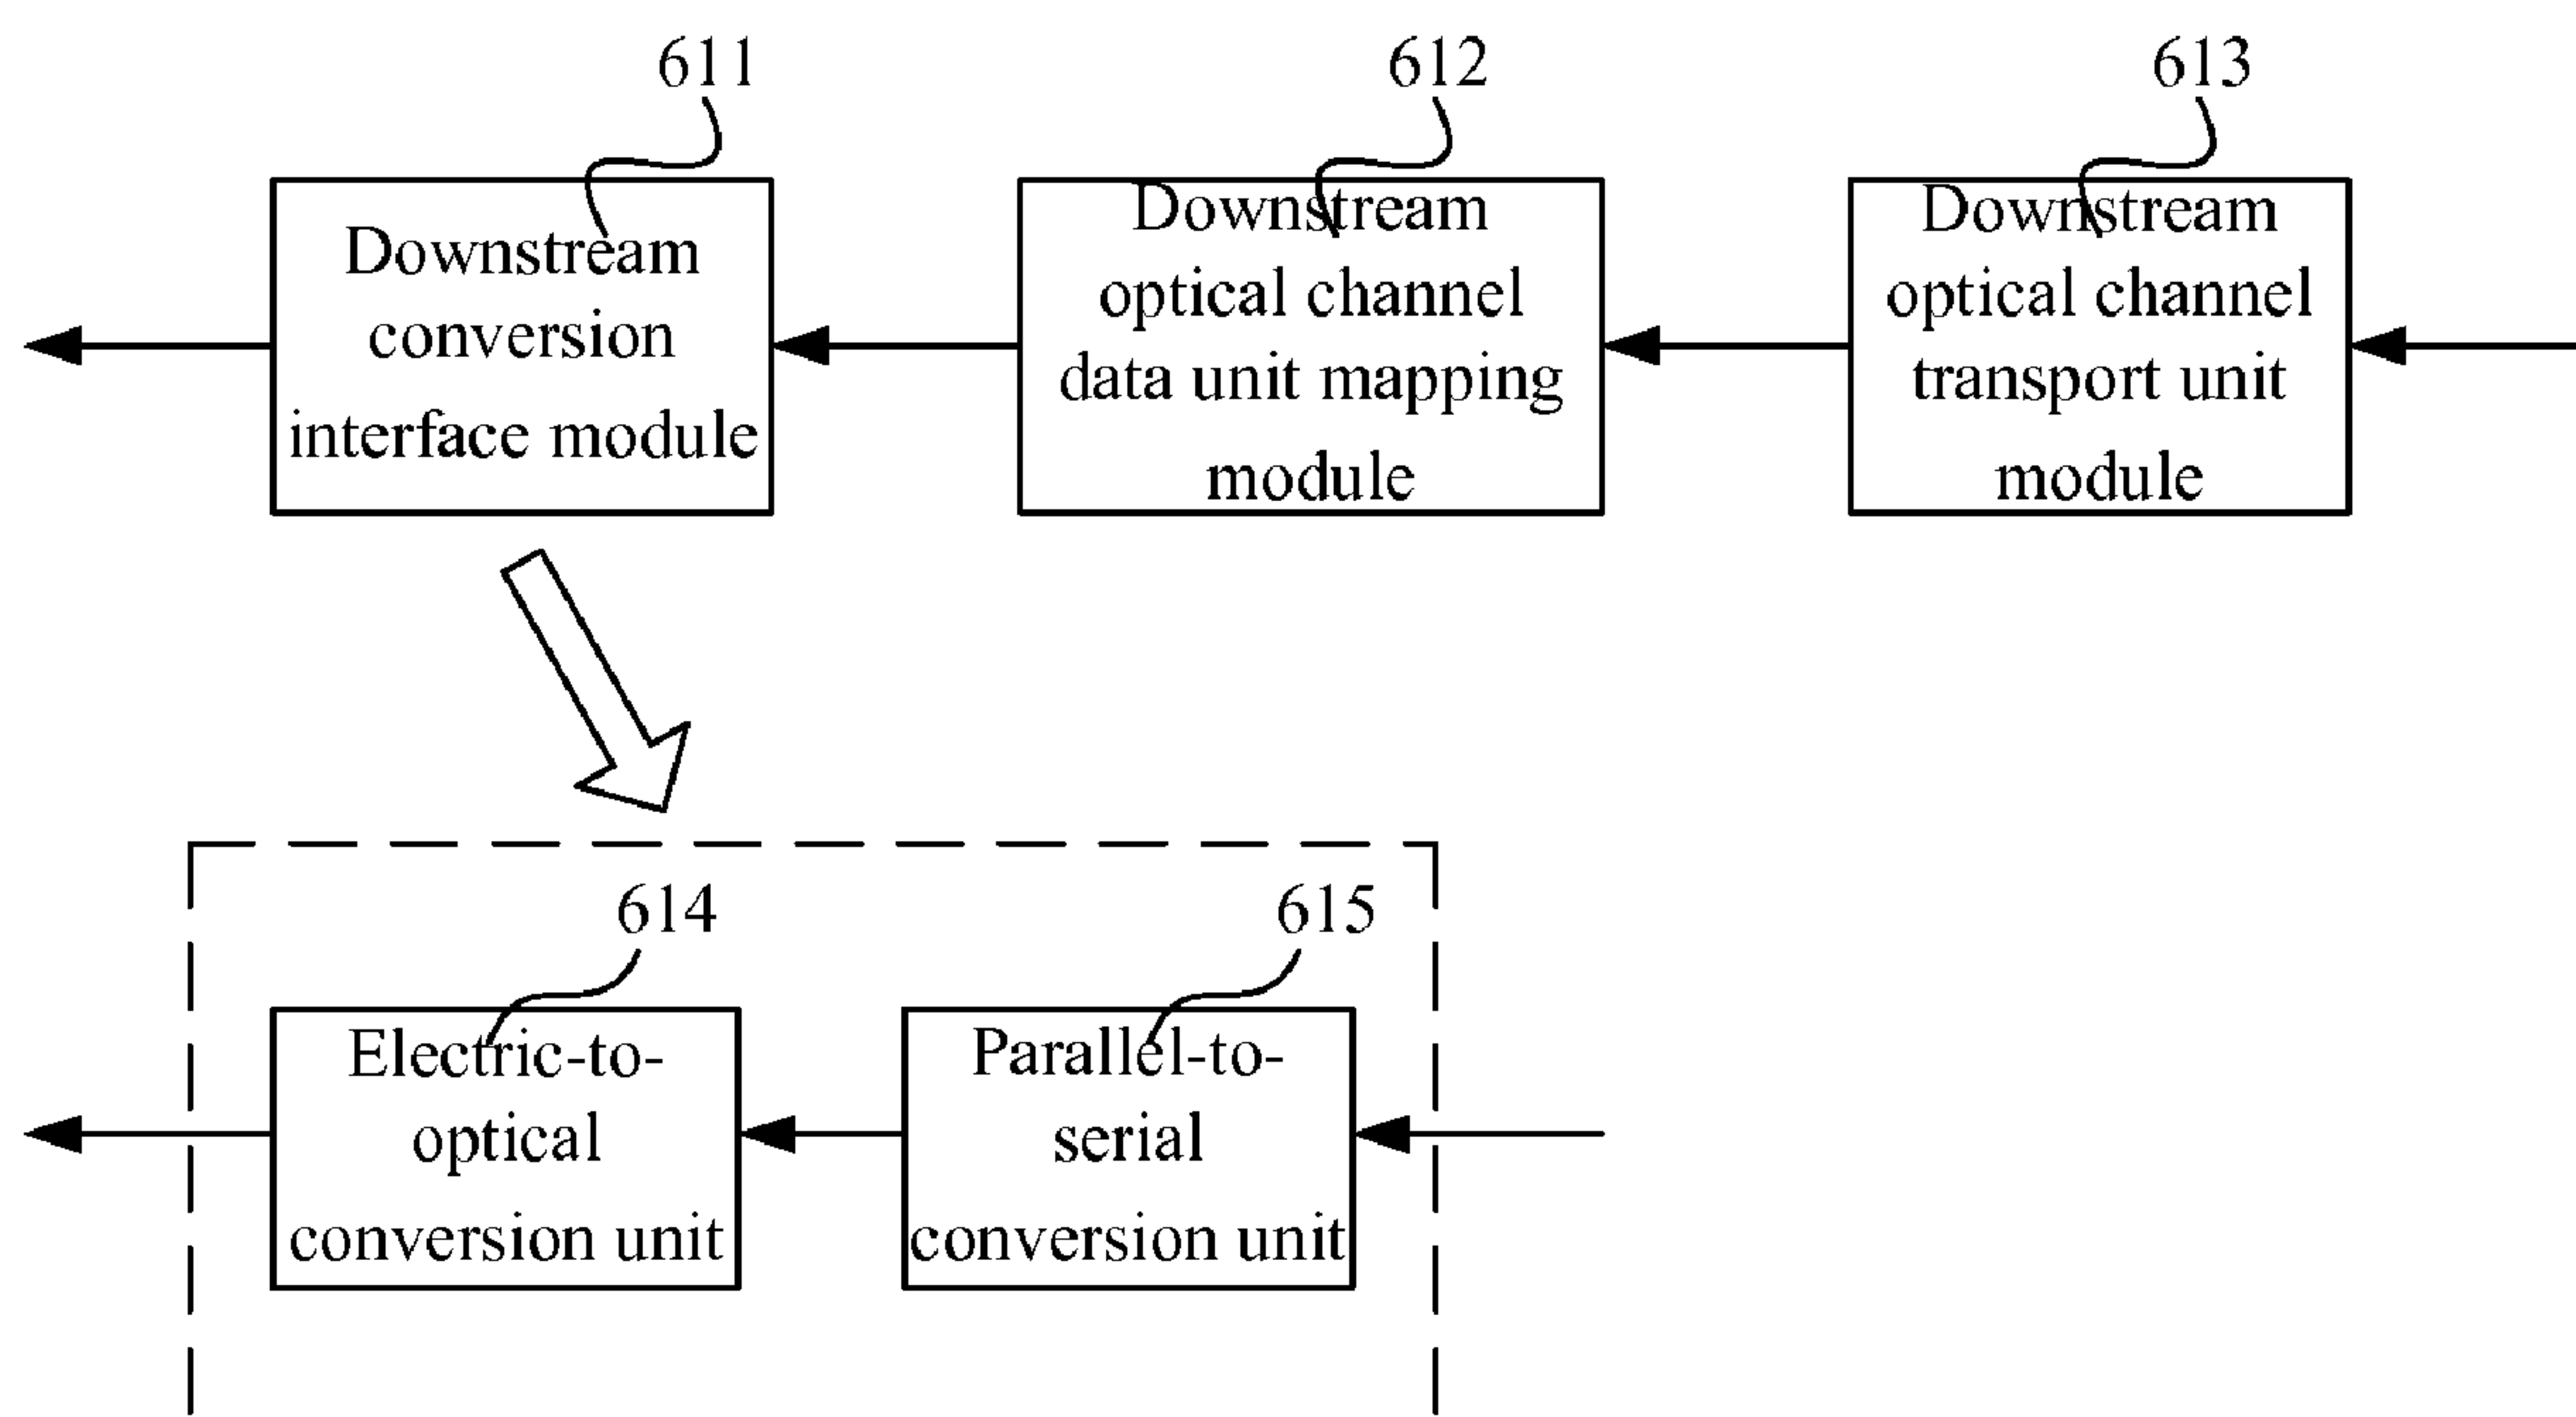 611
612
613
Downstream
conversion
interface module
Downstream
optical channel
data unit mapping
module
Downstream
optical channel
transport unit
module
614
615
Electric-to-
optical
conversion unit
Parallel-to-
serial
conversion unit